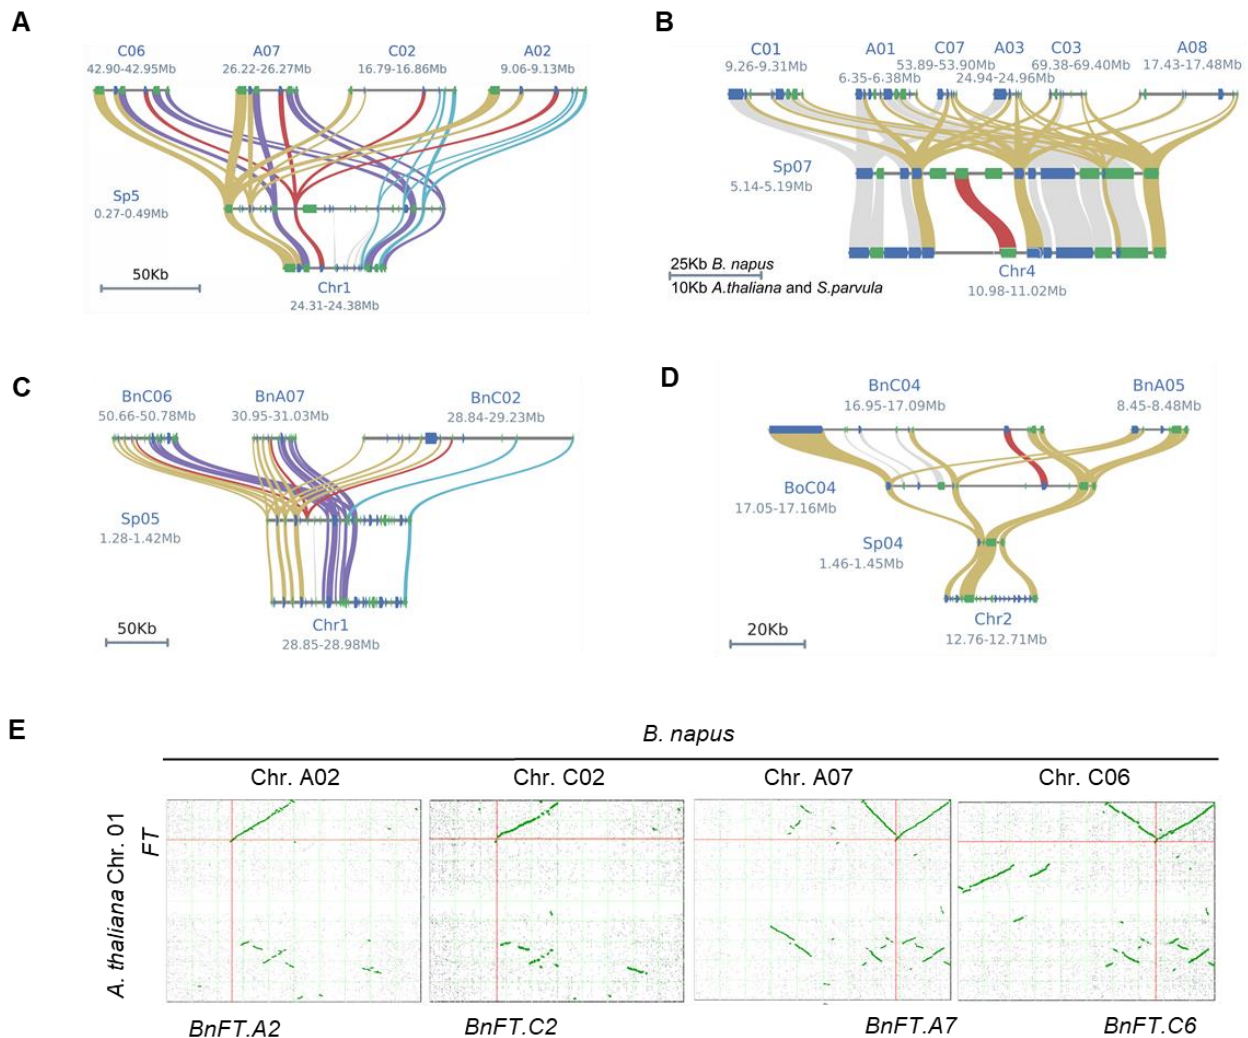 A
C06
A07
C02
A02
42.90-42.95Mb
26.22-26.27Mb
16.79-16.86Mb
9.06-9.13Mb
Sp5
0.27-0.49Mb
50Kb
Chr1
24.31-24.38Mb
B
C01
A01
C07
A03
C03
A08
9.26-9.31Mb
6.35-6.38Mb
53.89-53.90Mb
24.94-24.96Mb
69.38-69.40Mb
17.43-17.48Mb
Sp07
5.14-5.19Mb
25Kb B. napus
10Kb A.thaliana and S.parvula
Chr4
10.98-11.02Mb
C
BnC06
BnA07
BnC02
50.66-50.78Mb
30.95-31.03Mb
28.84-29.23Mb
Sp05
1.28-1.42Mb
50Kb
Chr1
28.85-28.98Mb
D
BnC04
BnA05
16.95-17.09Mb
8.45-8.48Mb
BoC04
17.05-17.16Mb
Sp04
1.46-1.45Mb
20Kb
Chr2
12.76-12.71Mb
E
B. napus
Chr. A02
Chr. C02
Chr. A07
Chr. C06
A. thaliana Chr. 01
FT
BnFT.A2
BnFT.C2
BnFT.A7
BnFT.C6